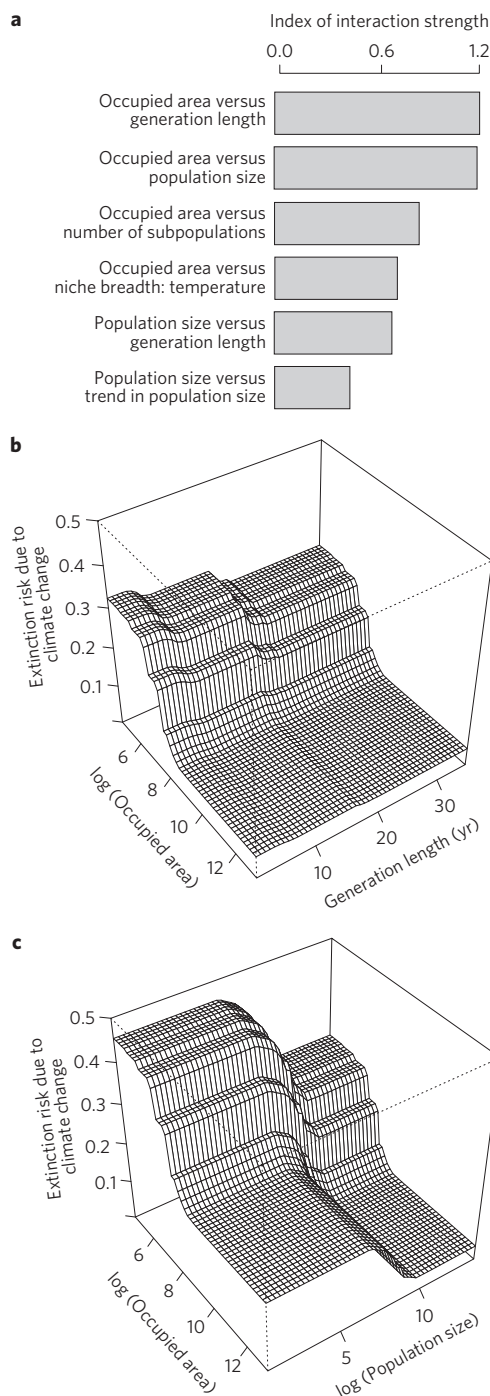 a
Index of interaction strength
0.0 0.6 1.2
Occupied area versus
generation length
Occupied area versus
population size
Occupied area versus
number of subpopulations
Occupied area versus
niche breadth: temperature
Population size versus
generation length
Population size versus
trend in population size
b
Extinction risk due to
climate change
0.5
0.4
0.3
0.2
0.1
6
8
10
12
log (Occupied area)
10
20
30
Generation length (yr)
c
Extinction risk due to
climate change
0.5
0.4
0.3
0.2
0.1
6
8
10
12
log (Occupied area)
5
10
log (Population size)